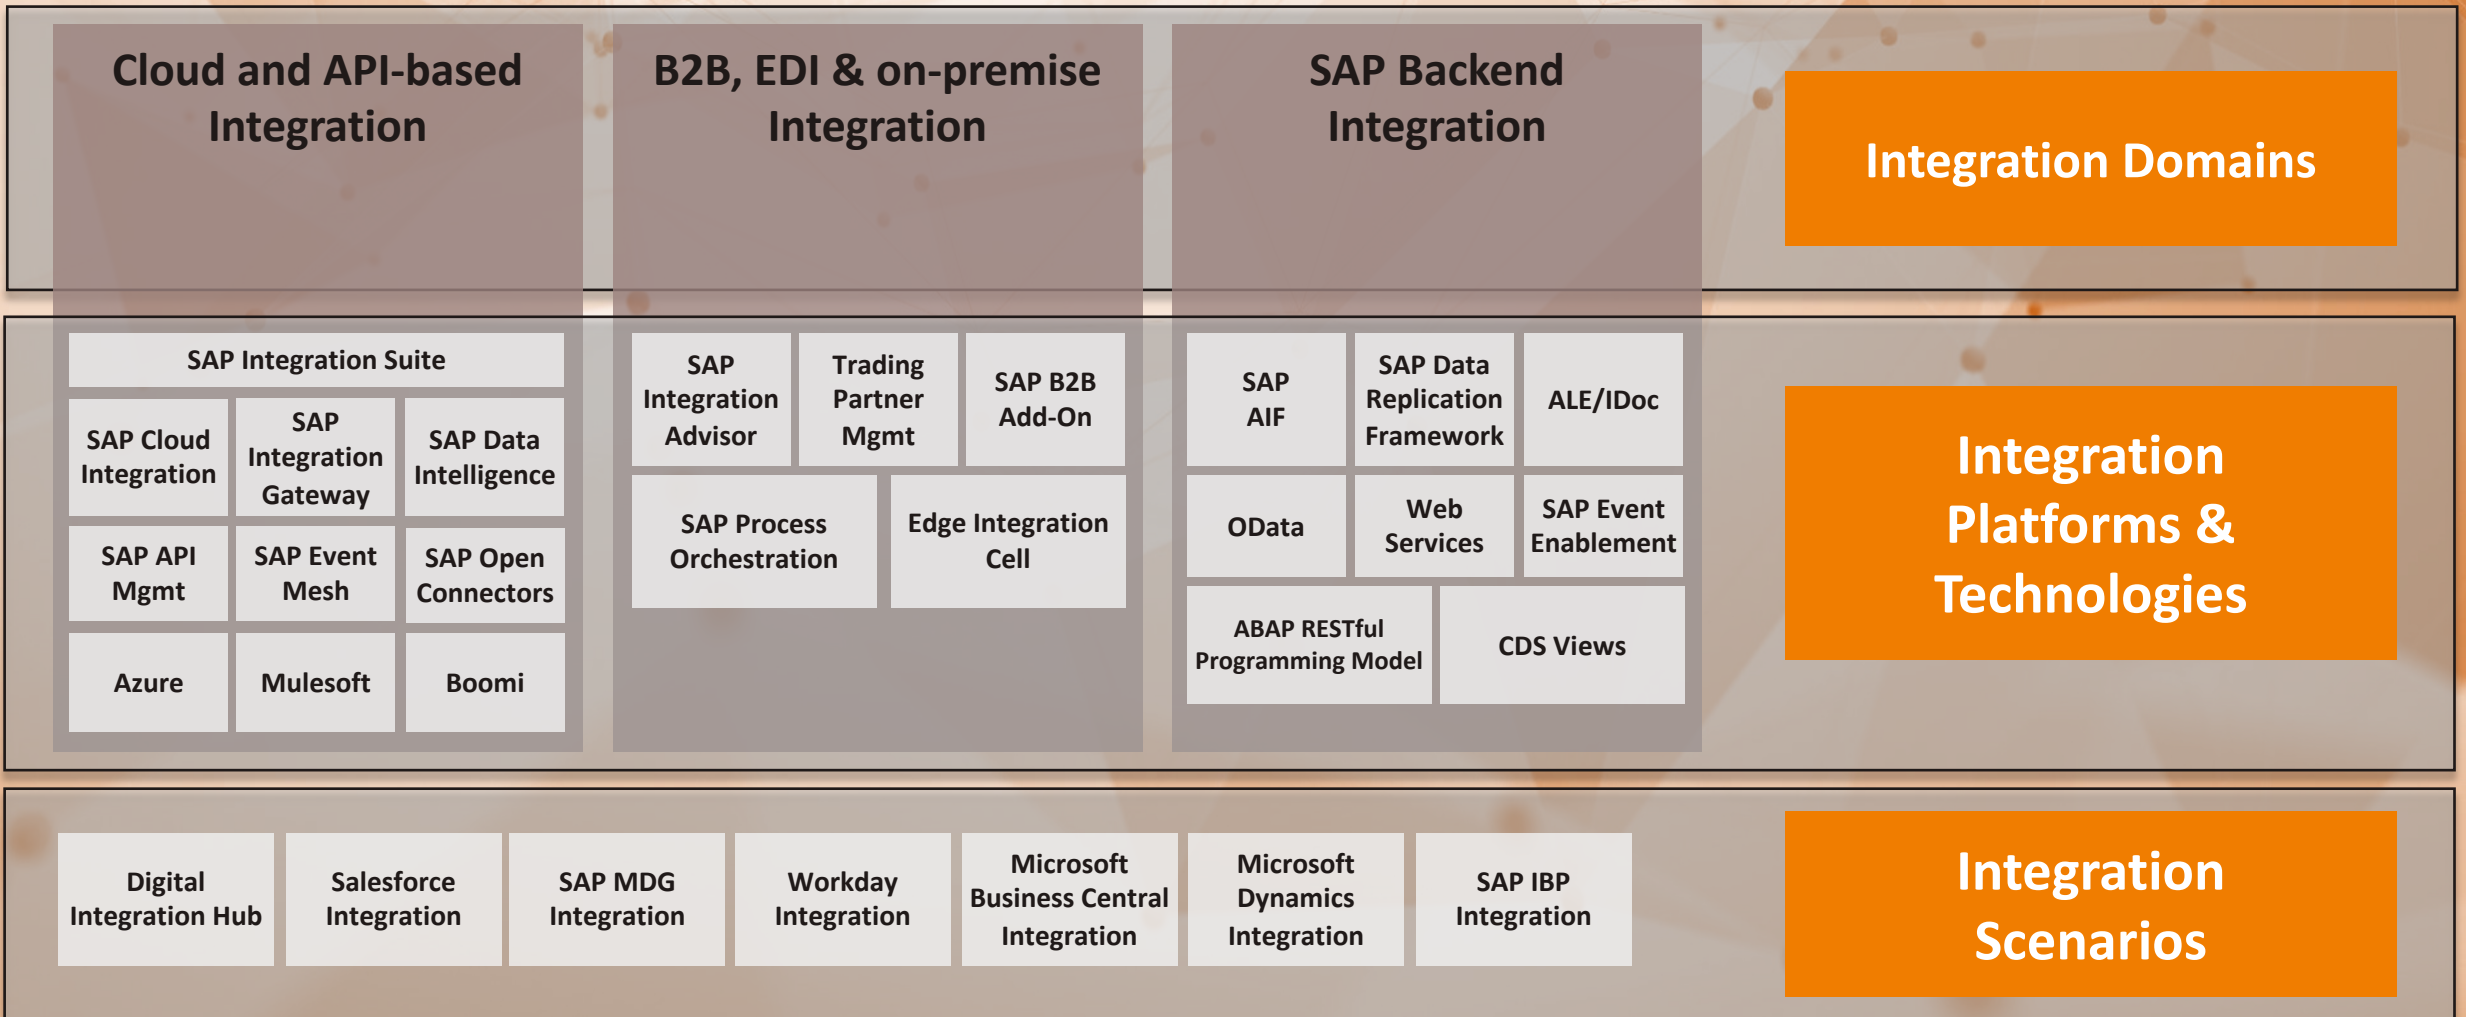 Cloud and API-based
Integration
B2B, EDI & on-premise
Integration
SAP Backend
Integration
Integration Domains
SAP Integration Suite
SAP Cloud
Integration
SAP
Integration
Gateway
SAP Data
Intelligence
SAP API
Mgmt
SAP Event
Mesh
SAP Open
Connectors
Azure
Mulesoft
Boomi
SAP
Integration
Advisor
Trading
Partner
Mgmt
SAP B2B
Add-On
SAP Process
Orchestration
Edge Integration
Cell
SAP
AIF
SAP Data
Replication
Framework
ALE/IDoc
OData
Web
Services
SAP Event
Enablement
ABAP RESTful
Programming Model
CDS Views
Integration
Platforms &
Technologies
Digital
Integration Hub
Salesforce
Integration
SAP MDG
Integration
Workday
Integration
Microsoft
Business Central
Integration
Microsoft
Dynamics
Integration
SAP IBP
Integration
Integration
Scenarios